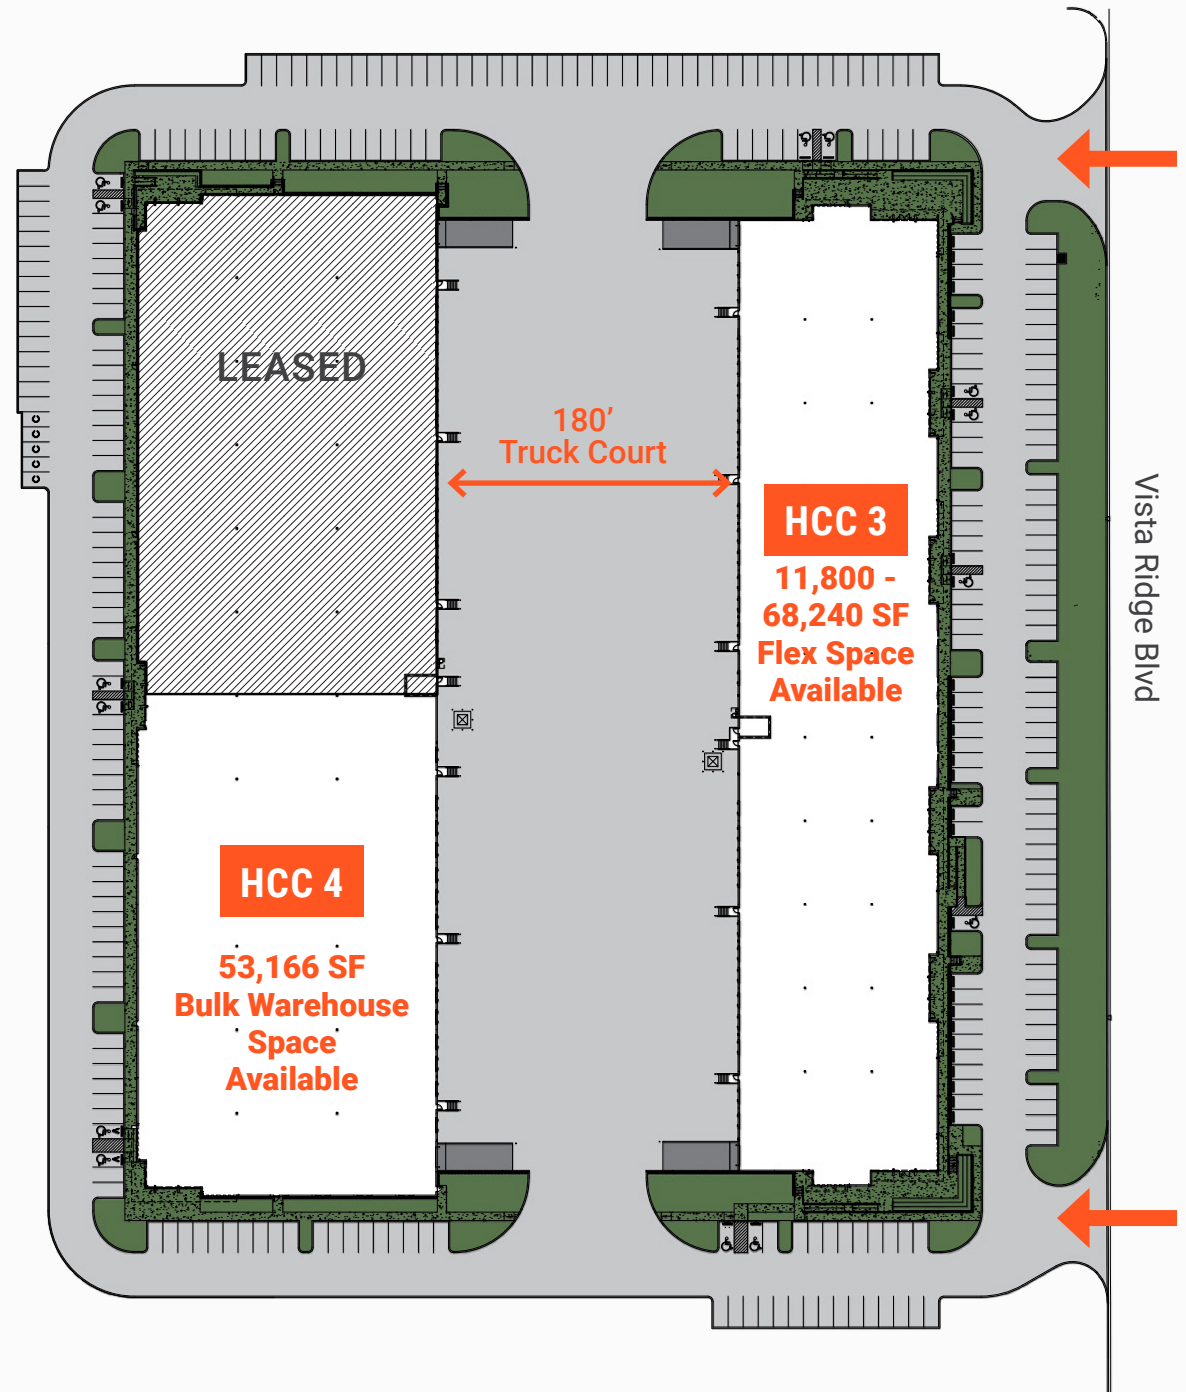 LEASED
180’
Truck Court
HCC 3
11,800 -
68,240 SF
Flex Space
Available
Vista Ridge Blvd
HCC 4
53,166 SF
Bulk Warehouse
Space
Available